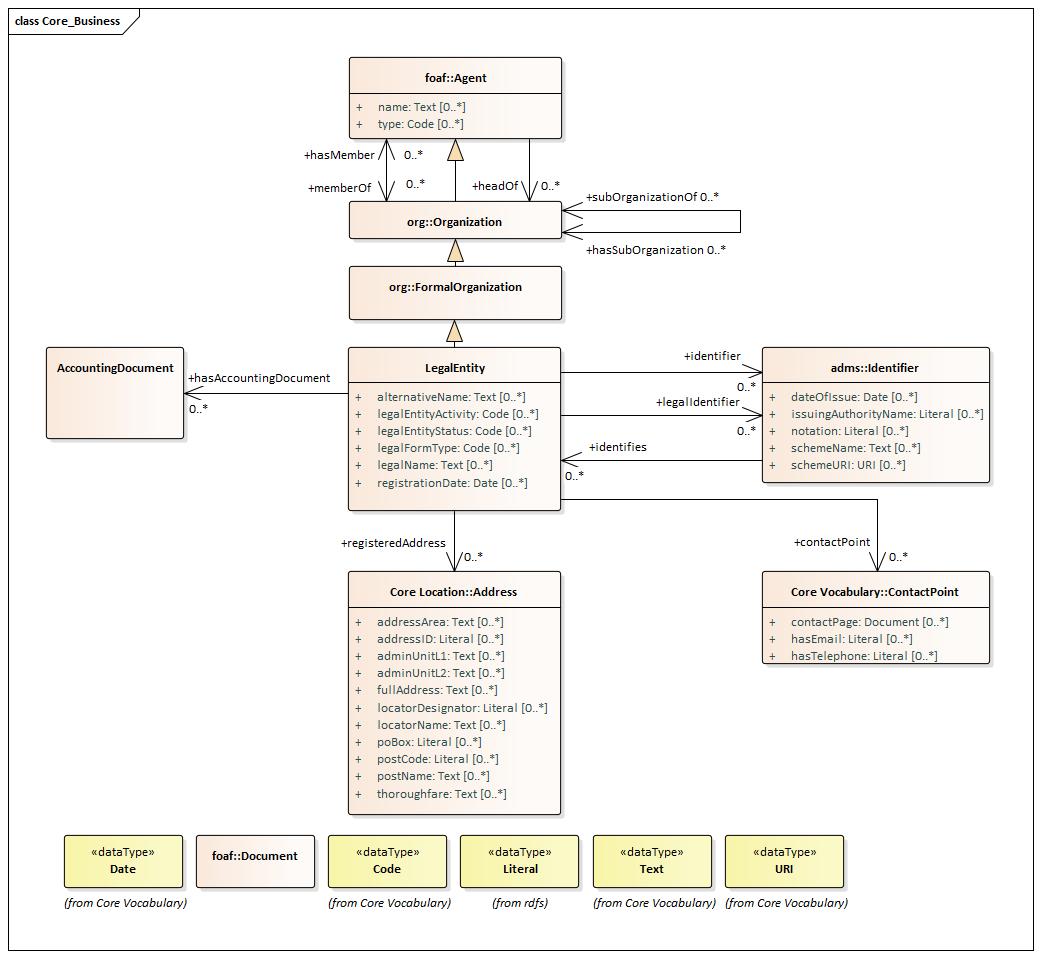 class Core_Business
foaf::Agent
+ name: Text [0..*]
+ type: Code [0..*]
+hasMember 0..*
+memberOf 0..*
+headOf 0..*
+subOrganizationOf 0..*
org::Organization
+hasSubOrganization 0..*
org::FormalOrganization
AccountingDocument
+hasAccountingDocument
0..*
LegalEntity
+ alternativeName: Text [0..*]
+ legalEntityActivity: Code [0..*]
+ legalEntityStatus: Code [0..*]
+ legalFormType: Code [0..*]
+ legalName: Text [0..*]
+ registrationDate: Date [0..*]
+identifier
0..*
+legalIdentifier
0..*
+identifies
0..*
adms::Identifier
+ dateOfIssue: Date [0..*]
+ issuingAuthorityName: Literal [0..*]
+ notation: Literal [0..*]
+ schemeName: Text [0..*]
+ schemeURI: URI [0..*]
+registeredAddress
0..*
+contactPoint
0..*
Core Location::Address
+ addressArea: Text [0..*]
+ addressID: Literal [0..*]
+ adminUnitL1: Text [0..*]
+ adminUnitL2: Text [0..*]
+ fullAddress: Text [0..*]
+ locatorDesignator: Literal [0..*]
+ locatorName: Text [0..*]
+ poBox: Literal [0..*]
+ postCode: Literal [0..*]
+ postName: Text [0..*]
+ thoroughfare: Text [0..*]
Core Vocabulary::ContactPoint
+ contactPage: Document [0..*]
+ hasEmail: Literal [0..*]
+ hasTelephone: Literal [0..*]
«dataType»
Date
(from Core Vocabulary)
foaf::Document
«dataType»
Code
(from Core Vocabulary)
«dataType»
Literal
(from rdfs)
«dataType»
Text
(from Core Vocabulary)
«dataType»
URI
(from Core Vocabulary)